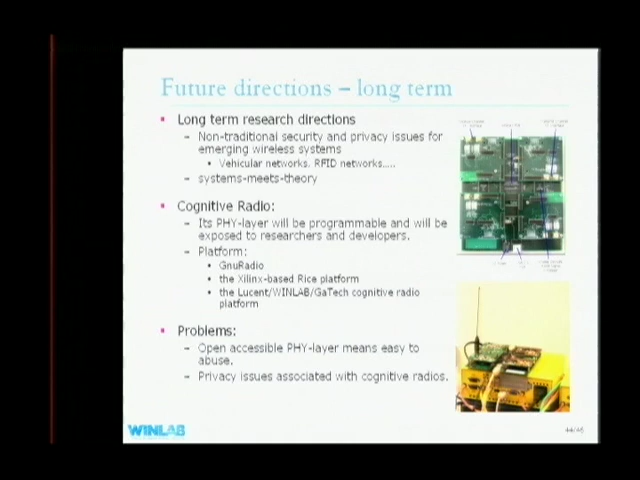 Future directions – long term
Long term research directions
– Non-traditional security and privacy issues for
emerging wireless systems
• Vehicular networks, RFID networks.....
– systems-meets-theory
Cognitive Radio:
– Its PHY-layer will be programmable and will be
exposed to researchers and developers.
– Platform:
• GnuRadio
• the Xilinx-based Rice platform
• the Lucent/WINLAB/GaTech cognitive radio
platform
Problems:
– Open accessible PHY-layer means easy to
abuse.
– Privacy issues associated with cognitive radios.
WINLAB